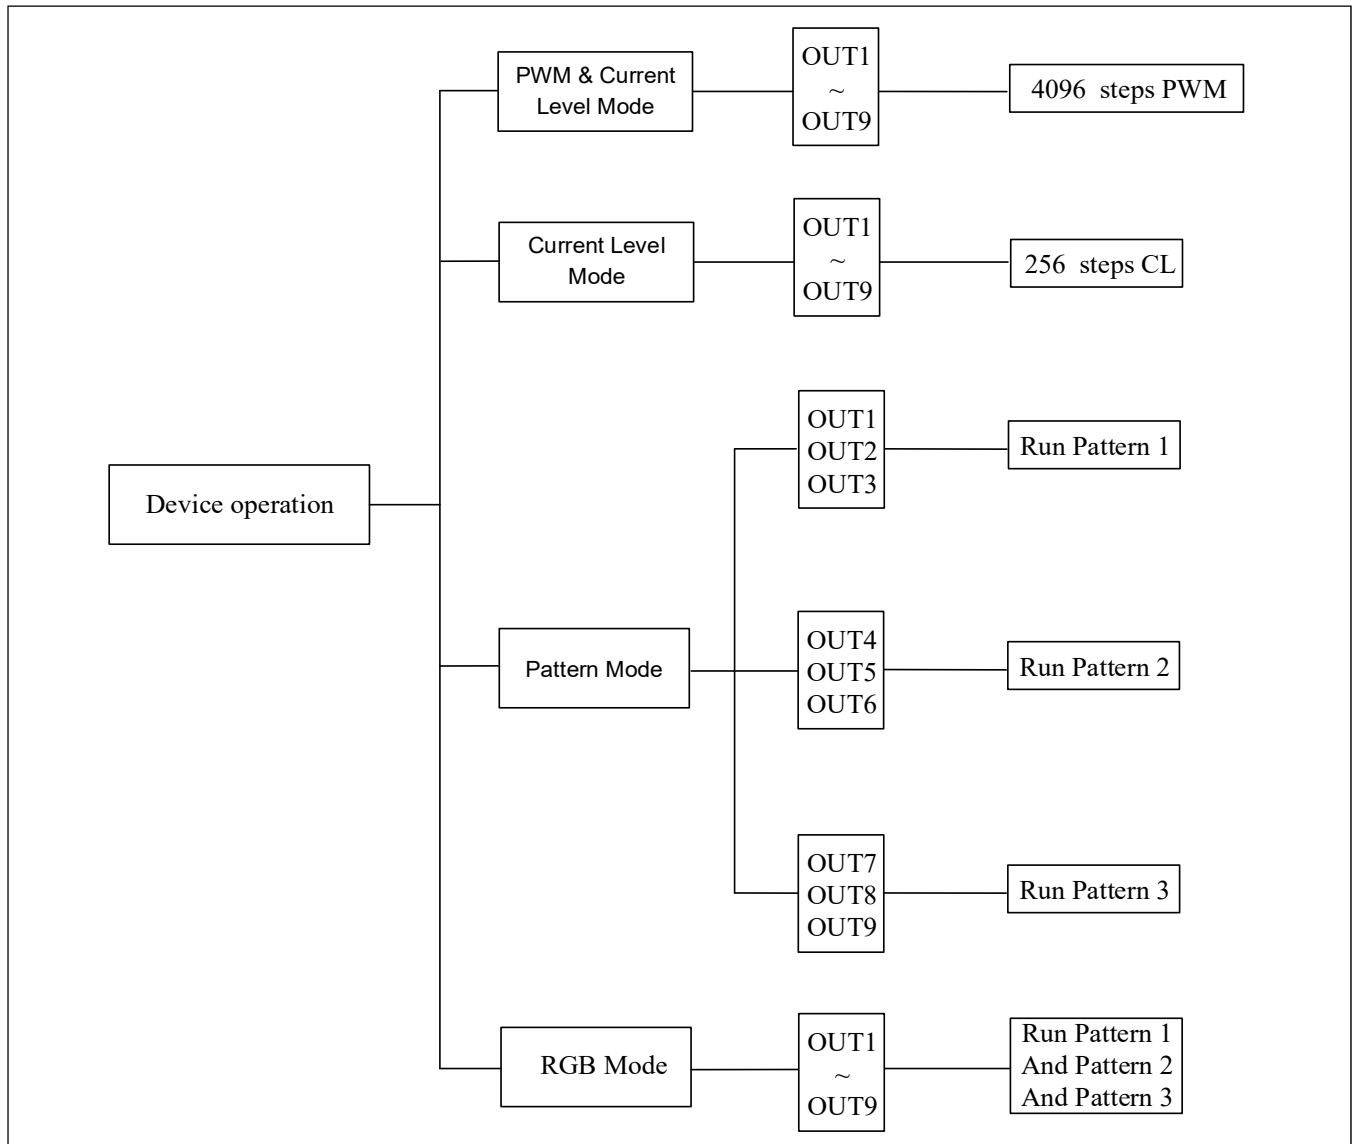 PWM & Current
Level Mode
OUT1
~
OUT9
4096 steps PWM
Current Level
Mode
OUT1
~
OUT9
256 steps CL
Device operation
Pattern Mode
OUT1
OUT2
OUT3
Run Pattern 1
OUT4
OUT5
OUT6
Run Pattern 2
OUT7
OUT8
OUT9
Run Pattern 3
RGB Mode
OUT1
~
OUT9
Run Pattern 1
And Pattern 2
And Pattern 3